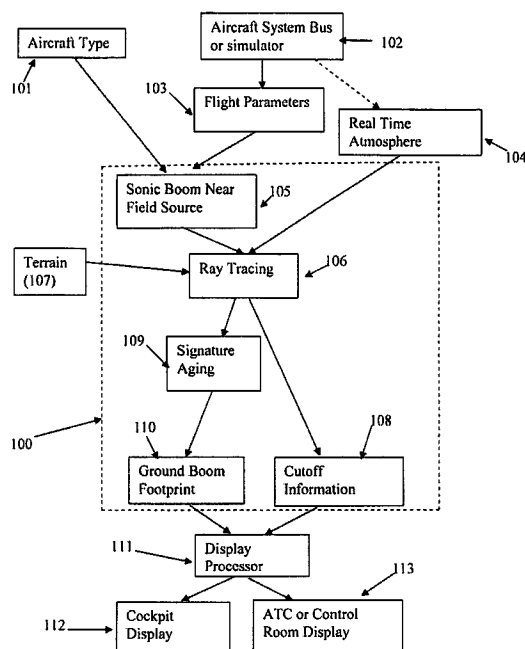 Aircraft System Bus
or simulator
102
Aircraft Type
101
103
Flight Parameters
Real Time
Atmosphere
104
Sonic Boom Near
Field Source
105
Terrain
(107)
Ray Tracing
106
109
Signature
Aging
100
110
108
Ground Boom
Footprint
Cutoff
Information
111
Display
Processor
113
112
Cockpit
Display
ATC or Control
Room Display